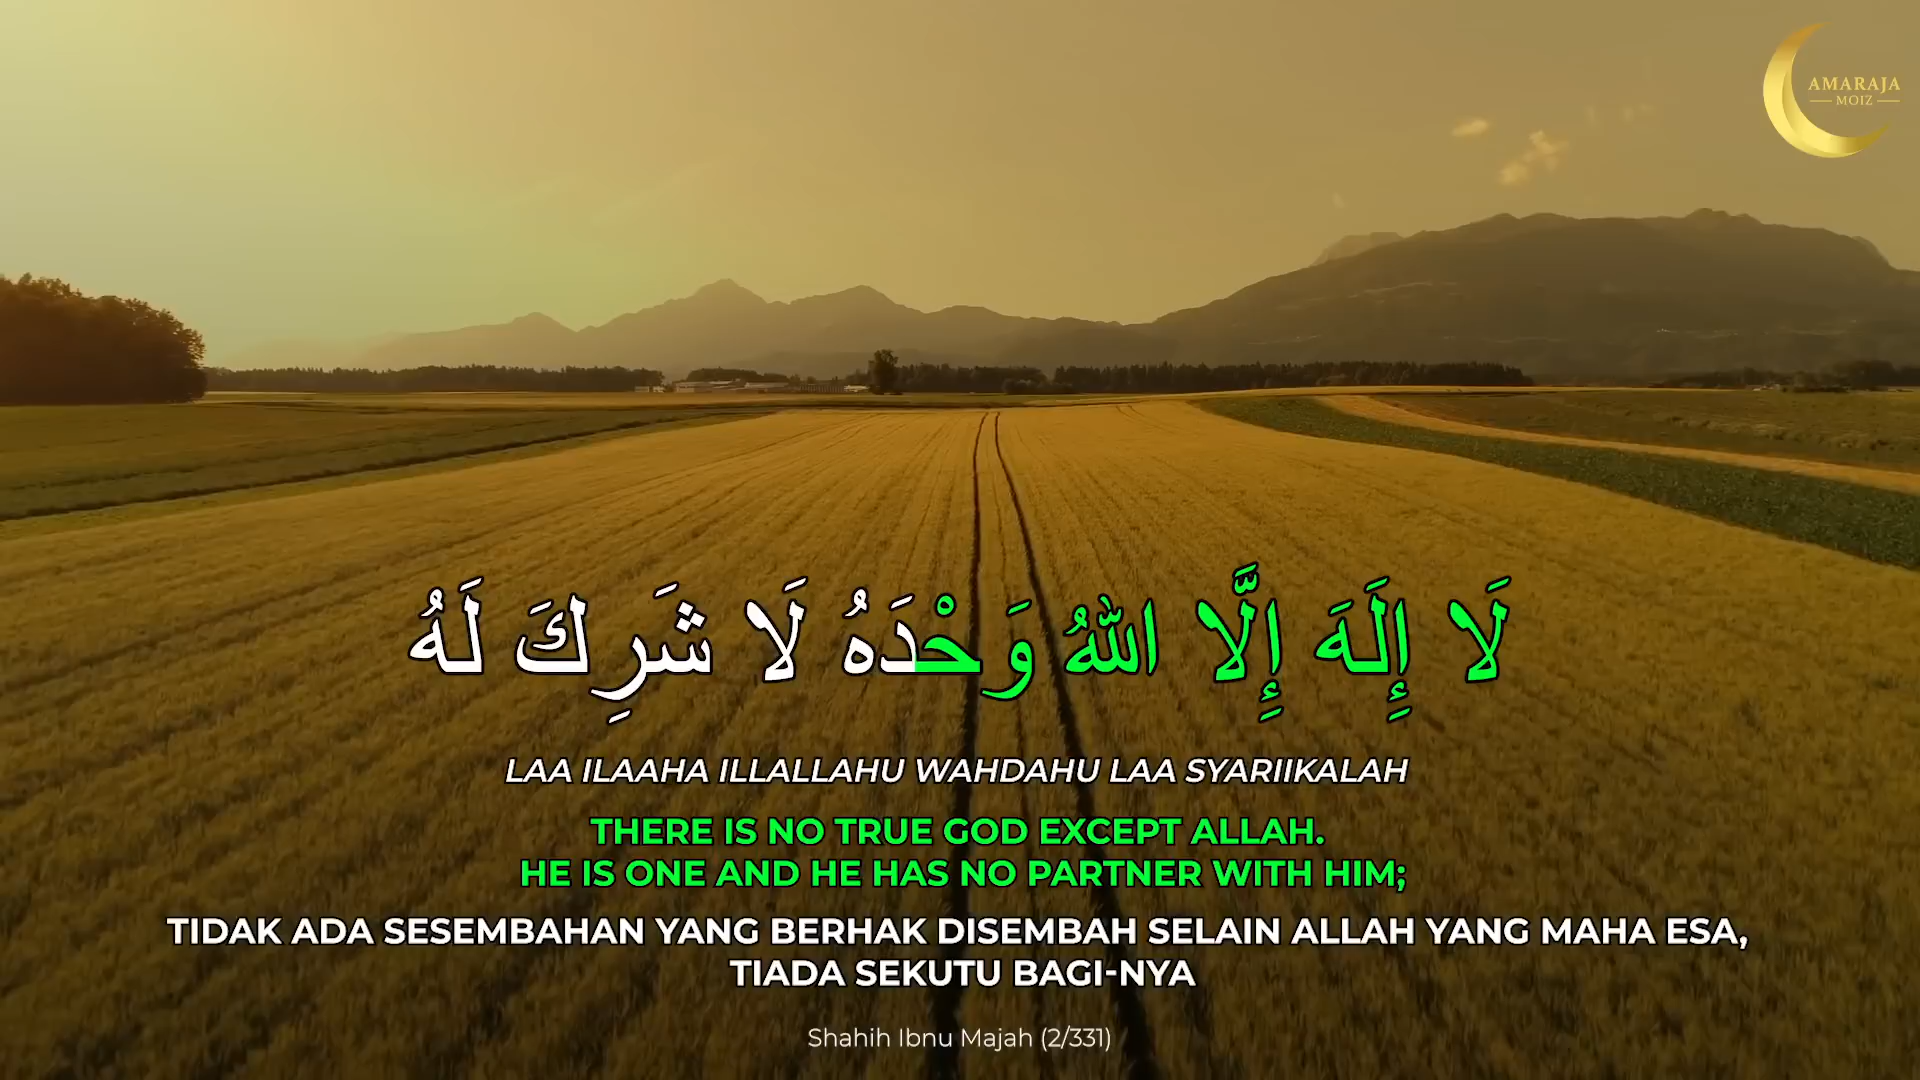 AMARAJA
MOIZ
لَا إِلَهَ إِلَّا اللهُ وَحْدَهُ لَا شَرِكَ لَهُ
LAA ILAAHA ILLALLAHU WAHDAHU LAA SYARIIKALAH
THERE IS NO TRUE GOD EXCEPT ALLAH.
HE IS ONE AND HE HAS NO PARTNER WITH HIM;
TIDAK ADA SESEMBAHAN YANG BERHAK DISEMBAH SELAIN ALLAH YANG MAHA ESA,
TIADA SEKUTU BAGI-NYA
Shahih Ibnu Majah (2/331)